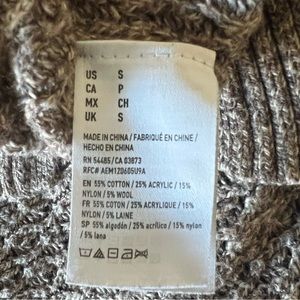 US S
CA P
MX CH
UK S
MADE IN CHINA / FABRIQUÉ EN CHINE /
HECHO EN CHINA
RN 54485/CA 03873
RFC# AEM120605U9A
EN 55% COTTON / 25% ACRYLIC / 15%
NYLON / 5% WOOL
FR 55% COTON / 25% ACRYLIQUE / 15%
NYLON / 5% LAINE
SP 55% algodón / 25% acrílico / 15% nylon
/ 5% lana